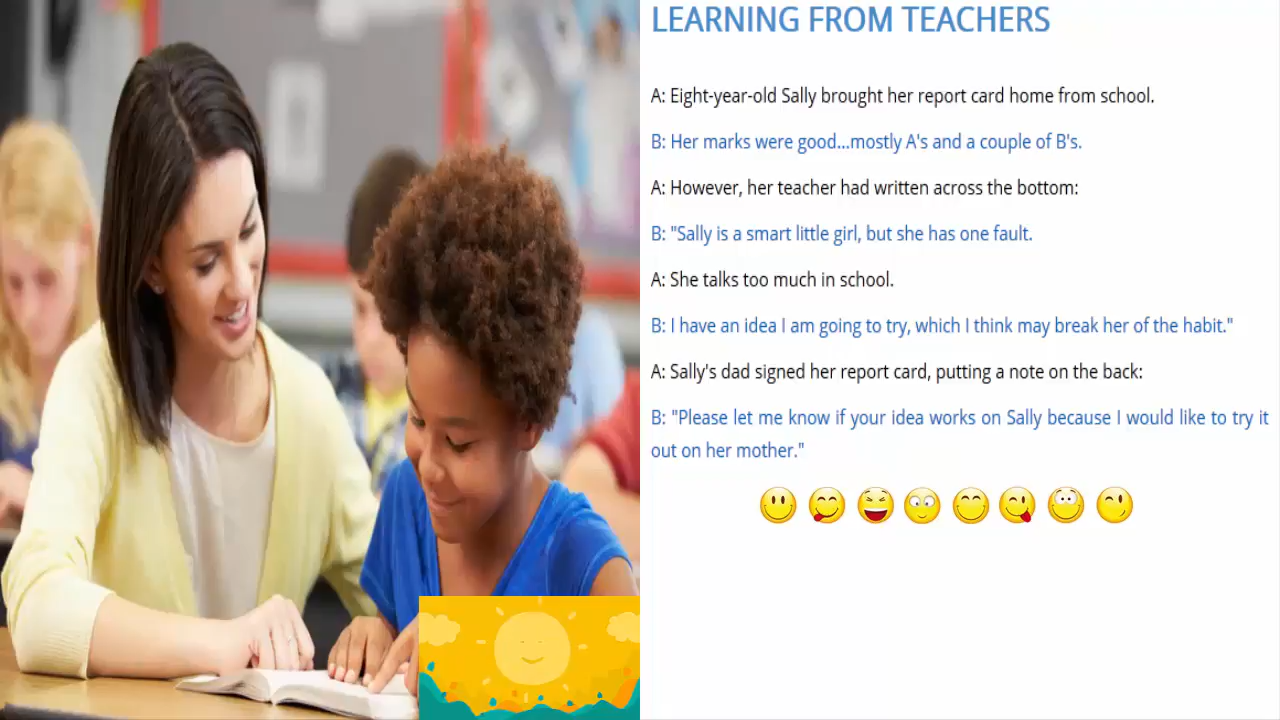 LEARNING FROM TEACHERS
A: Eight-year-old Sally brought her report card home from school.
B: Her marks were good...mostly A's and a couple of B's.
A: However, her teacher had written across the bottom:
B: "Sally is a smart little girl, but she has one fault.
A: She talks too much in school.
B: I have an idea I am going to try, which I think may break her of the habit."
A: Sally's dad signed her report card, putting a note on the back:
B: "Please let me know if your idea works on Sally because I would like to try it
out on her mother."